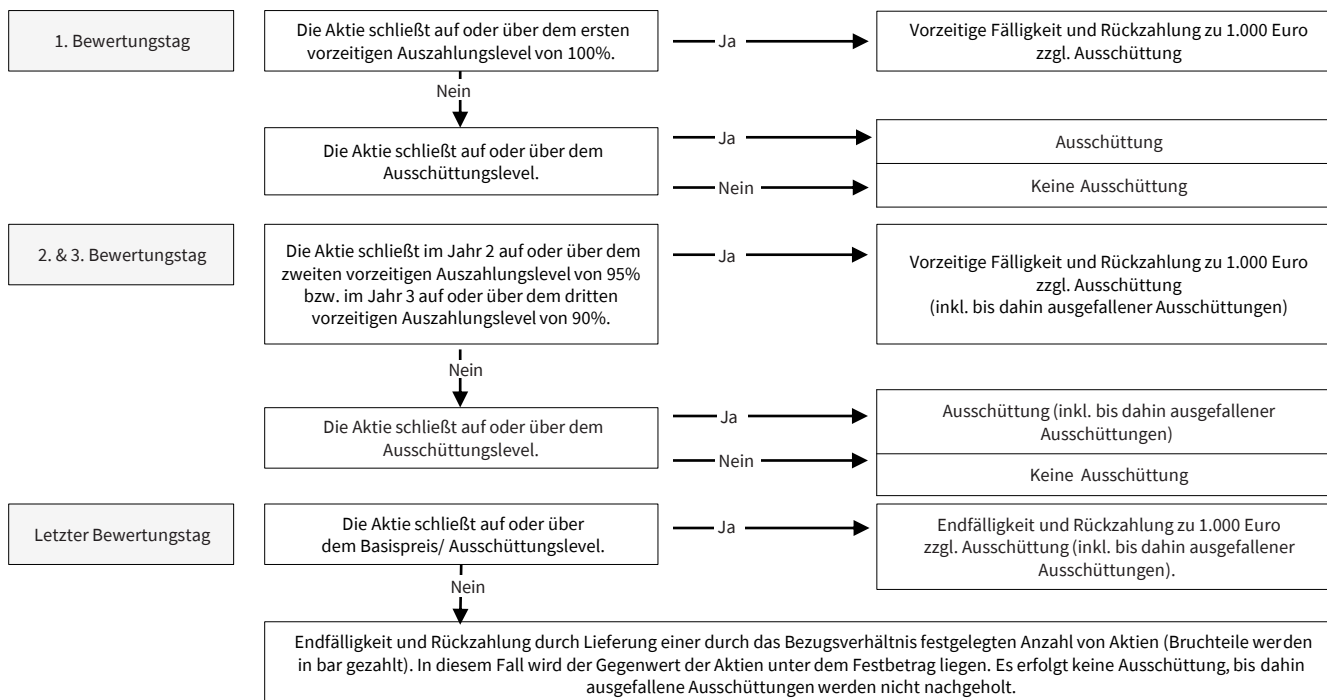 1. Bewertungstag
Die Aktie schließt auf oder über dem ersten
vorzeitigen Auszahlungslevel von 100%.
Ja
Vorzeitige Fälligkeit und Rückzahlung zu 1.000 Euro
zzgl. Ausschüttung
Nein
Die Aktie schließt auf oder über dem
Ausschüttungslevel.
Ja
Ausschüttung
Nein
Keine Ausschüttung
2. & 3. Bewertungstag
Die Aktie schließt im Jahr 2 auf oder über dem
zweiten vorzeitigen Auszahlungslevel von 95%
bzw. im Jahr 3 auf oder über dem dritten
vorzeitigen Auszahlungslevel von 90%.
Ja
Vorzeitige Fälligkeit und Rückzahlung zu 1.000 Euro
zzgl. Ausschüttung
(inkl. bis dahin ausgefallener Ausschüttungen)
Nein
Die Aktie schließt auf oder über dem
Ausschüttungslevel.
Ja
Ausschüttung (inkl. bis dahin ausgefallener
Ausschüttungen)
Nein
Keine Ausschüttung
Letzter Bewertungstag
Die Aktie schließt auf oder über
dem Basispreis/ Ausschüttungslevel.
Ja
Endfälligkeit und Rückzahlung zu 1.000 Euro
zzgl. Ausschüttung (inkl. bis dahin ausgefallener
Ausschüttungen).
Nein
Endfälligkeit und Rückzahlung durch Lieferung einer durch das Bezugsverhältnis festgelegten Anzahl von Aktien (Bruchteile werden
in bar gezahlt). In diesem Fall wird der Gegenwert der Aktien unter dem Festbetrag liegen. Es erfolgt keine Ausschüttung, bis dahin
ausgefallene Ausschüttungen werden nicht nachgeholt.